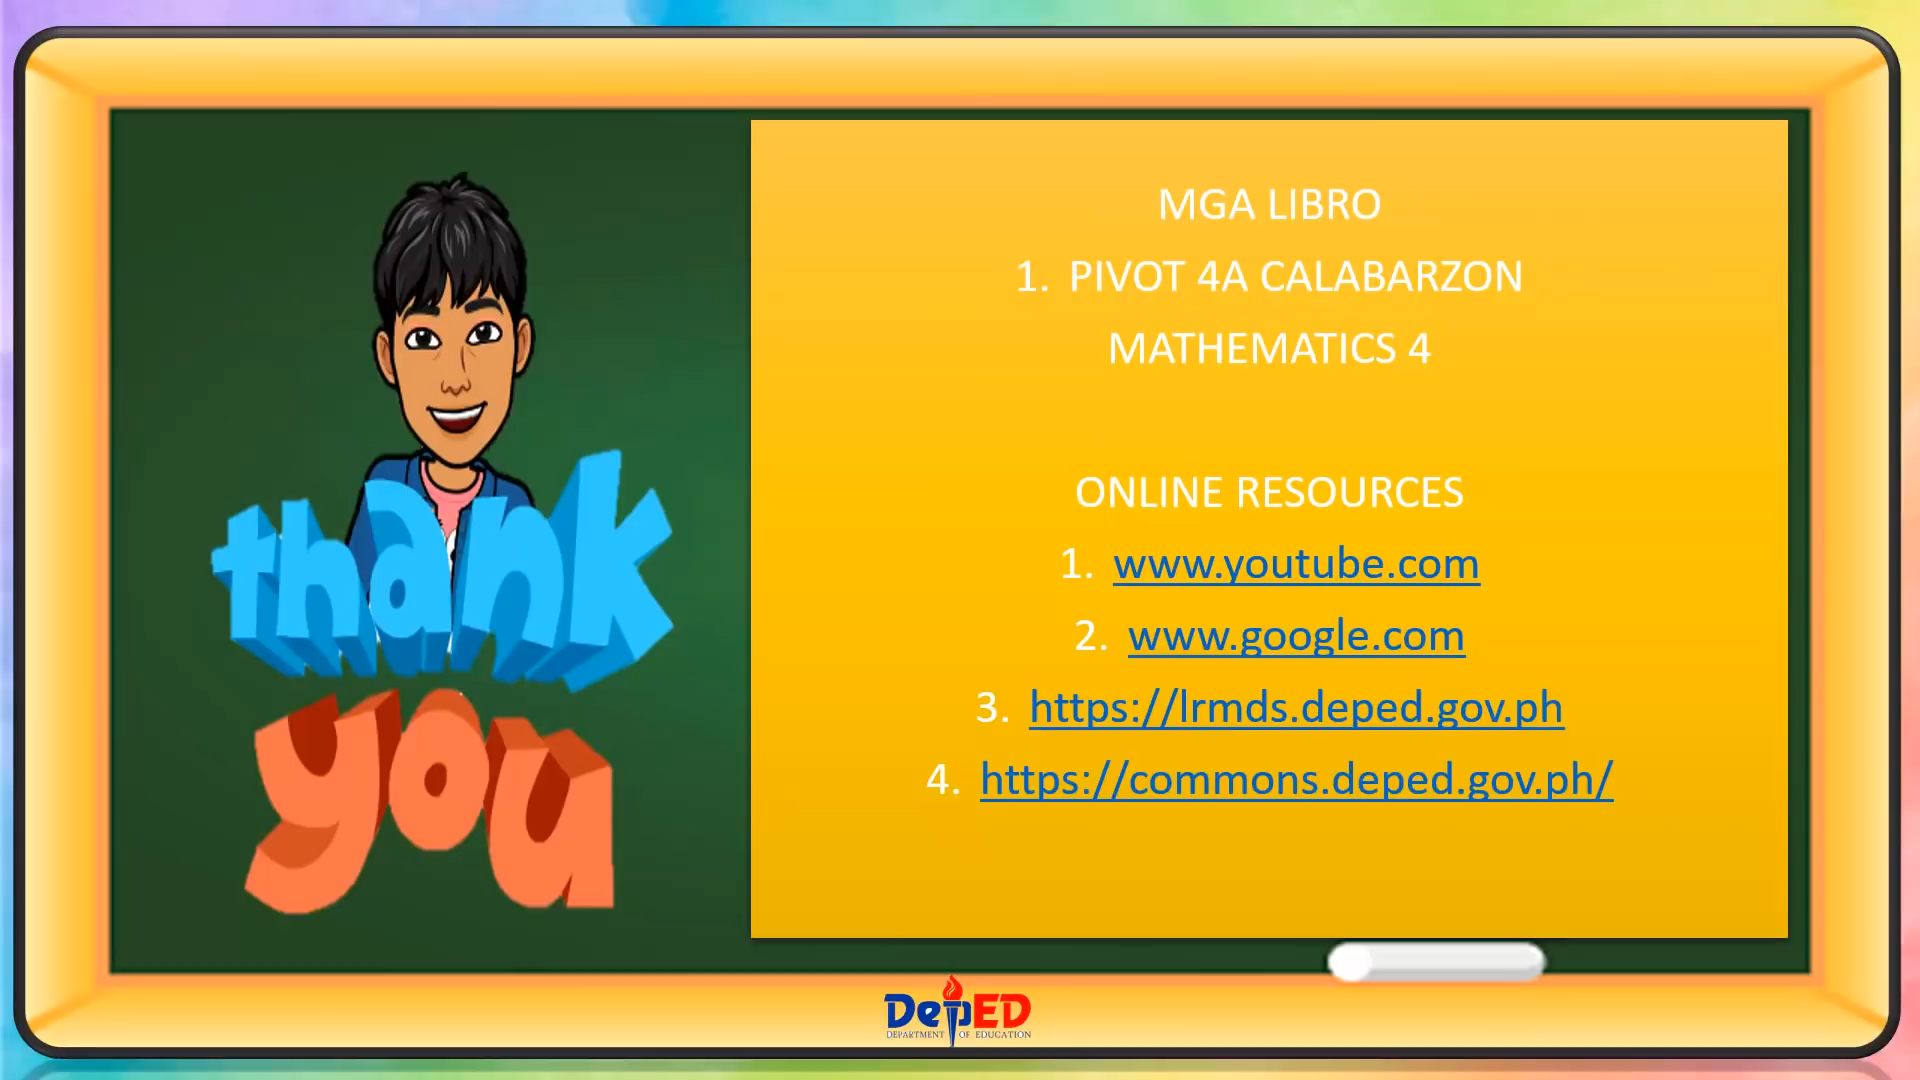 thank
you
MGA LIBRO
1. PIVOT 4A CALABARZON
MATHEMATICS 4
ONLINE RESOURCES
1. www.youtube.com
2. www.google.com
3. https://lrmds.deped.gov.ph
4. https://commons.deped.gov.ph/
DepED
DEPARTMENT OF EDUCATION